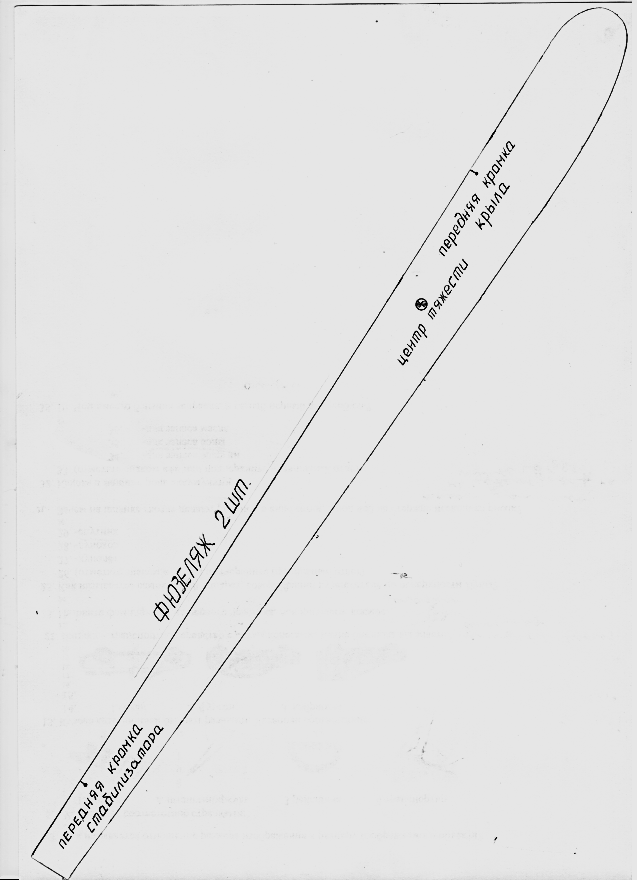 передняя кромка
крыла
центр тяжести
ФЮЗЕЛЯЖ 2 шт.
ПЕРЕДНЯЯ КРОМКА
Стабилизатора